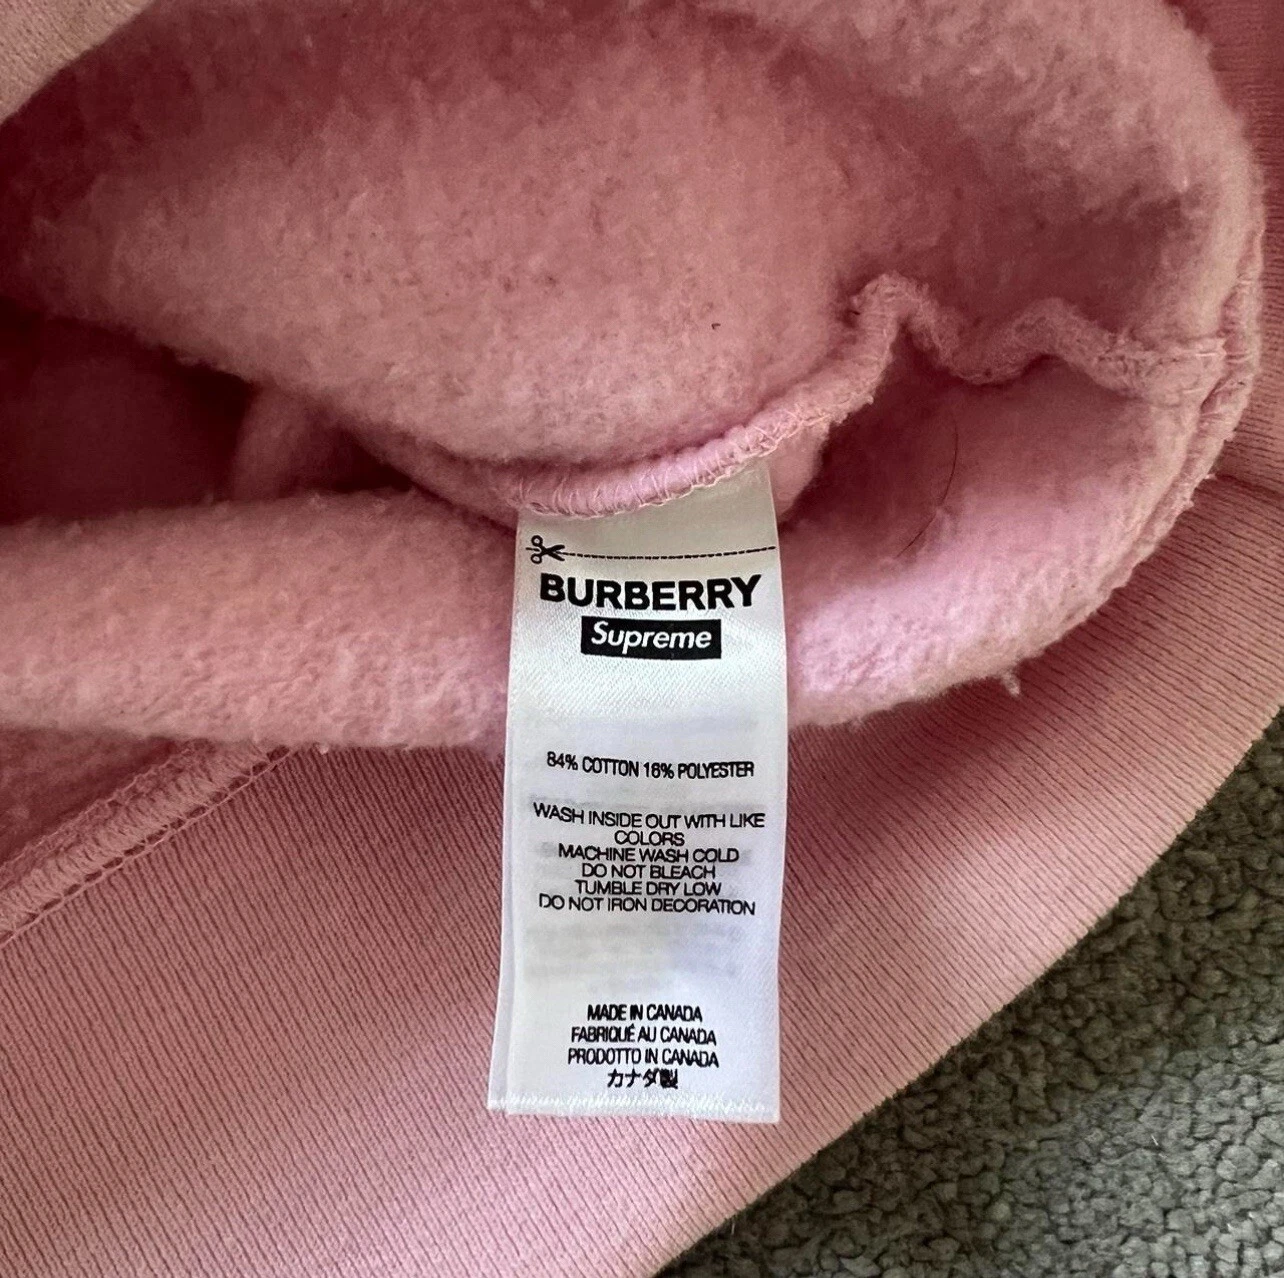 BURBERRY
Supreme
84% COTTON 16% POLYESTER
WASH INSIDE OUT WITH LIKE
COLORS
MACHINE WASH COLD
DO NOT BLEACH
TUMBLE DRY LOW
DO NOT IRON DECORATION
MADE IN CANADA
FABRIQUÉ AU CANADA
PRODOTTO IN CANADA
カナダ製